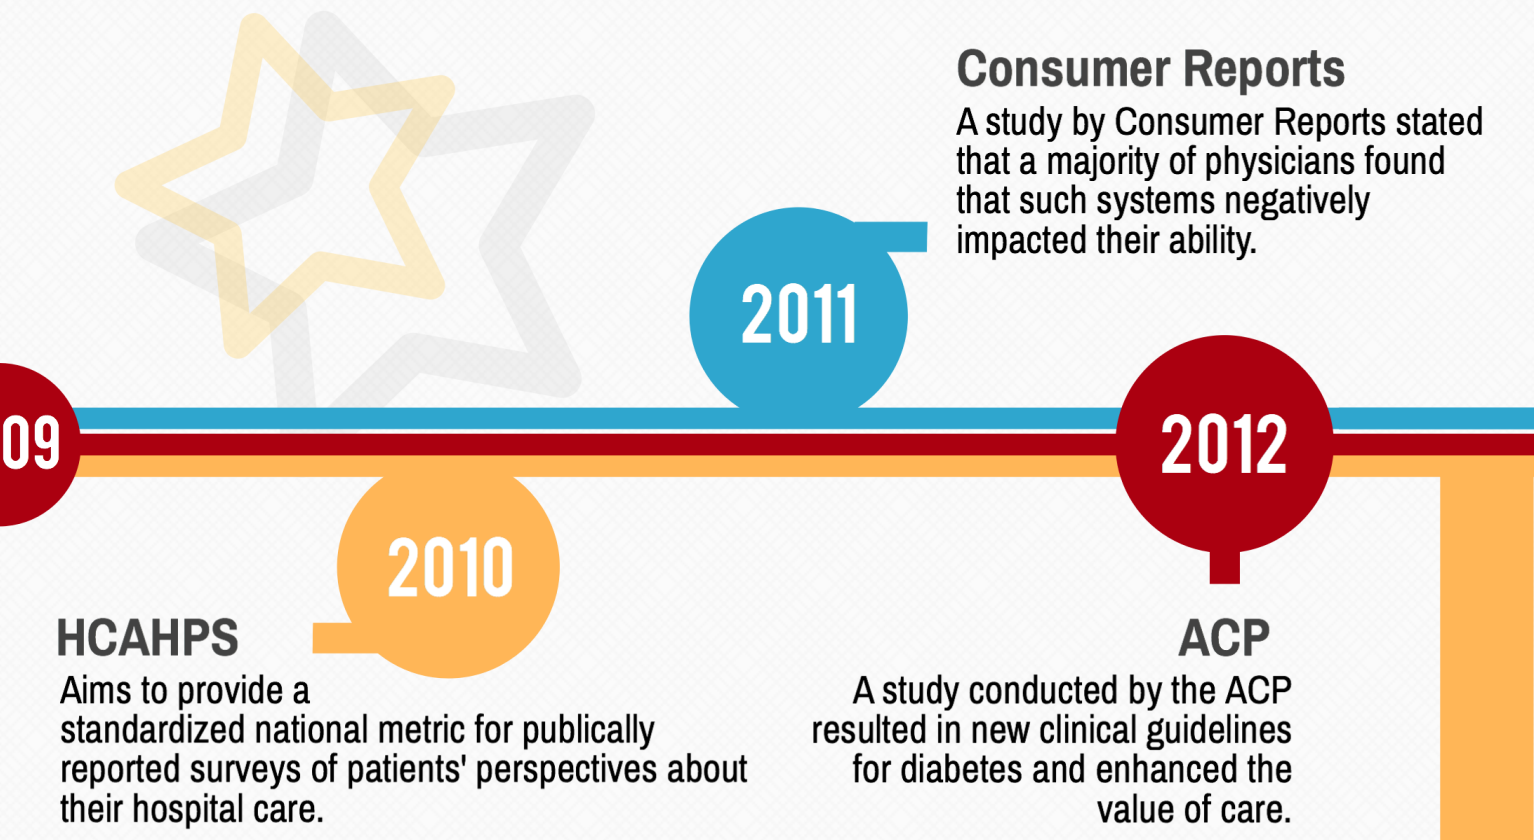 Consumer Reports
A study by Consumer Reports stated
that a majority of physicians found
that such systems negatively
impacted their ability.
2011
09
2012
2010
HCAHPS
Aims to provide a
standardized national metric for publically
reported surveys of patients' perspectives about
their hospital care.
ACP
A study conducted by the ACP
resulted in new clinical guidelines
for diabetes and enhanced the
value of care.